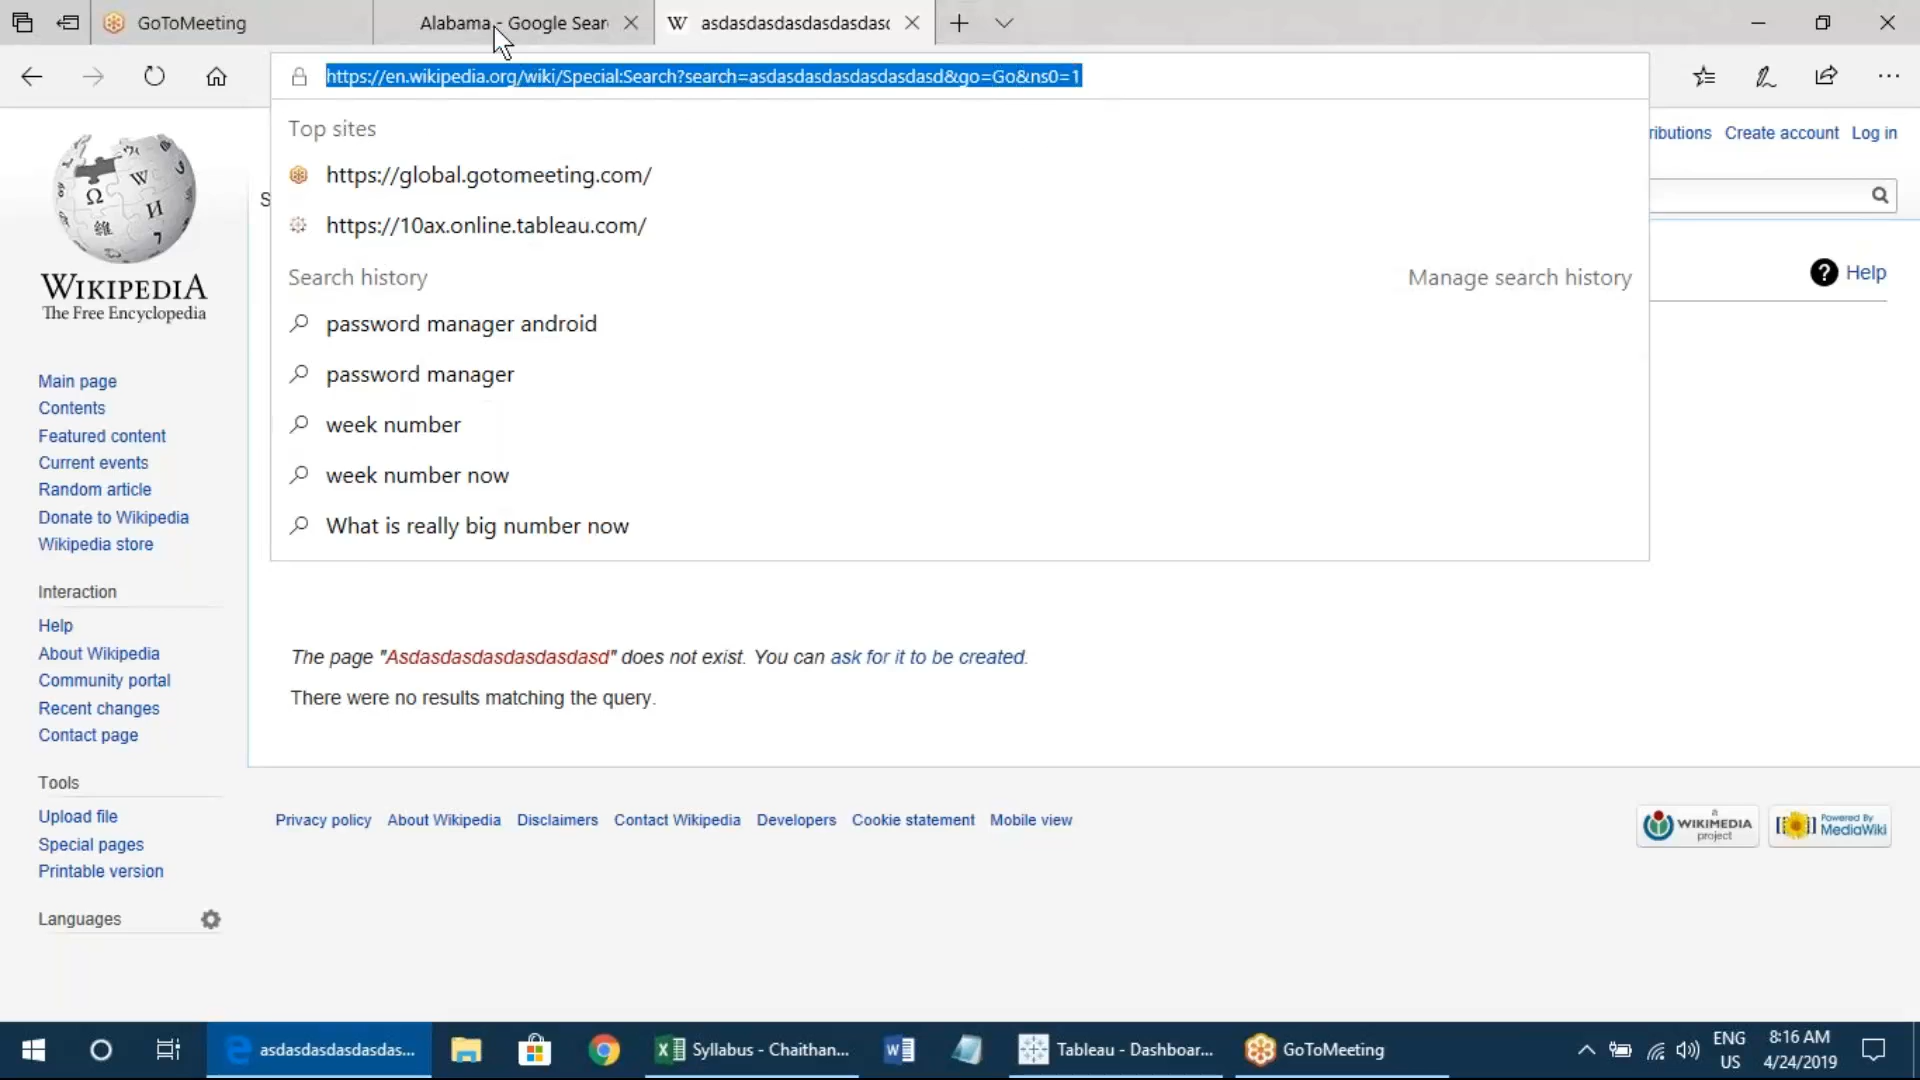 GoToMeeting
Alabama - Google Sear
asdasdasdasdasdasdasc
https://en.wikipedia.org/wiki/Special:Search?search=asdasdasdasdasdasdasd&go=Go&ns0=1
Top sites
https://global.gotomeeting.com/
https://10ax.online.tableau.com/
Search history
Manage search history
password manager android
password manager
week number
week number now
What is really big number now
ributions Create account Log in
S
? Help
WIKIPEDIA
The Free Encyclopedia
Main page
Contents
Featured content
Current events
Random article
Donate to Wikipedia
Wikipedia store
Interaction
Help
About Wikipedia
Community portal
Recent changes
Contact page
Tools
Upload file
Special pages
Printable version
Languages
The page "Asdasdasdasdasdasdasd" does not exist. You can ask for it to be created.
There were no results matching the query.
Privacy policy About Wikipedia Disclaimers Contact Wikipedia Developers Cookie statement Mobile view
a
WIKIMEDIA
project
Powered By
MediaWiki
asdasdasdasdasdas...
Syllabus - Chaithan...
Tableau - Dashboar...
GoToMeeting
ENG
US
8:16 AM
4/24/2019